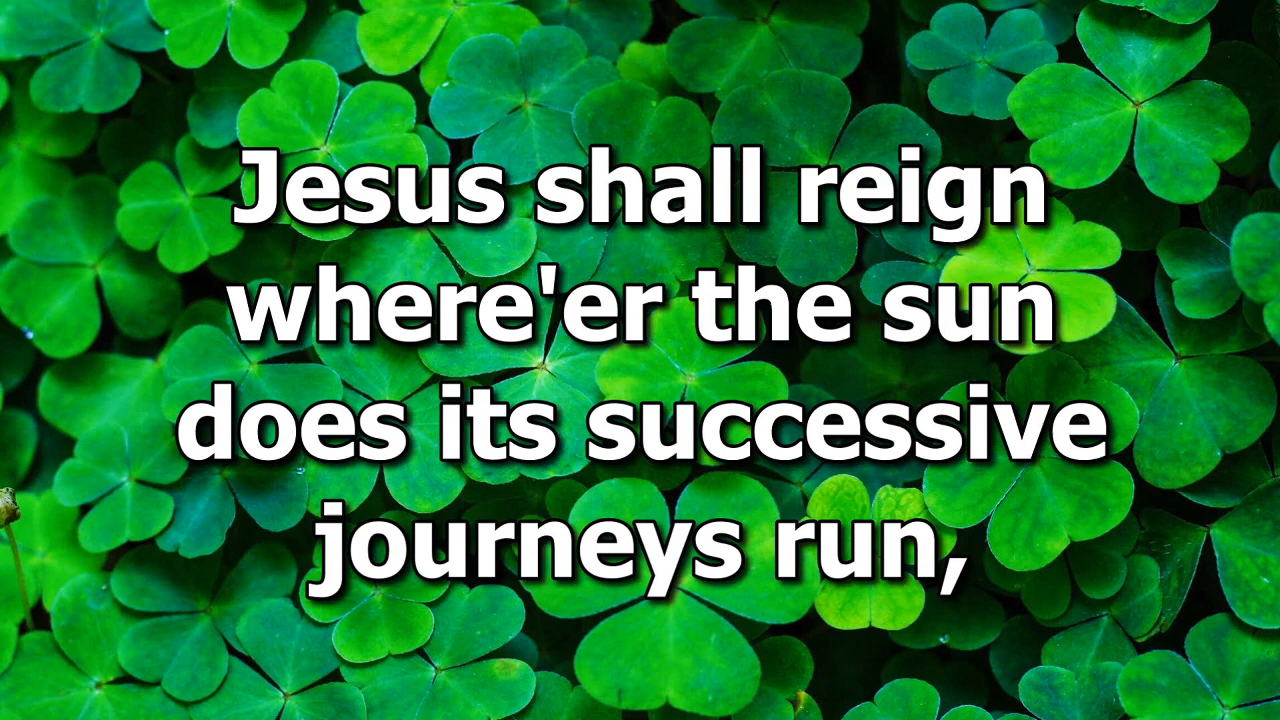 Jesus shall reign
where'er the sun
does its successive
journeys run,